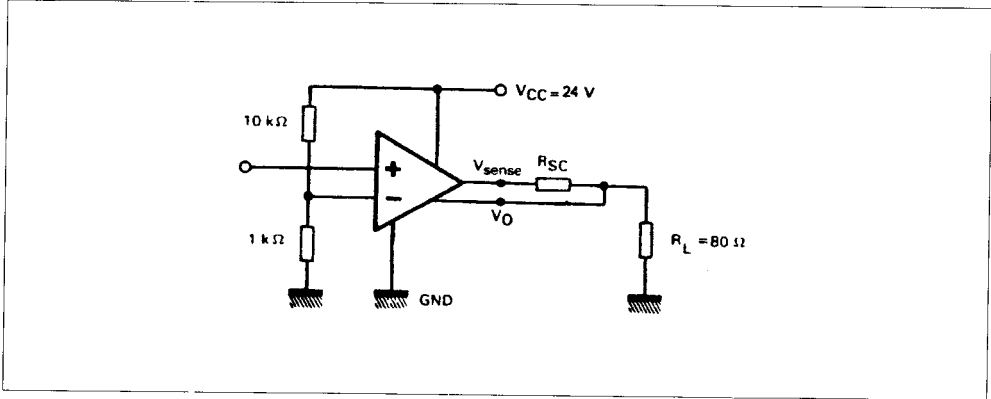 V_CC = 24 V
10 kΩ
+
V_sense
R_SC
−
V_O
1 kΩ
R_L = 80 Ω
GND